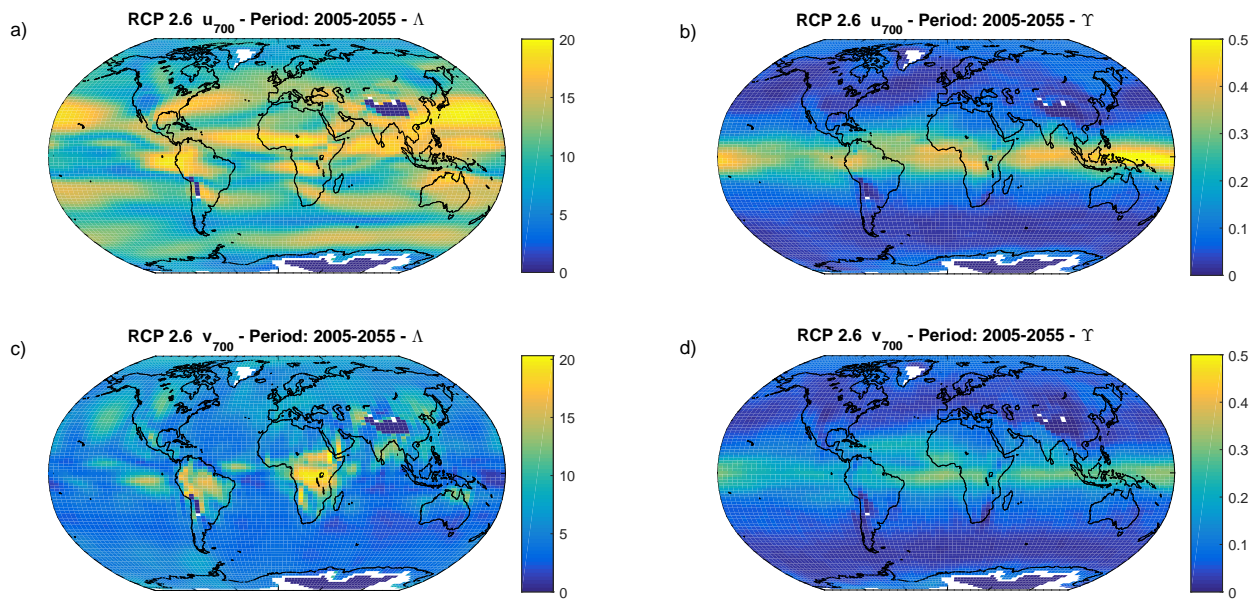 a)
RCP 2.6 u700 - Period: 2005-2055 - Λ
20
15
10
5
0
b)
RCP 2.6 u700 - Period: 2005-2055 - ϒ
0.5
0.4
0.3
0.2
0.1
0
c)
RCP 2.6 v700 - Period: 2005-2055 - Λ
20
15
10
5
0
d)
RCP 2.6 v700 - Period: 2005-2055 - ϒ
0.5
0.4
0.3
0.2
0.1
0